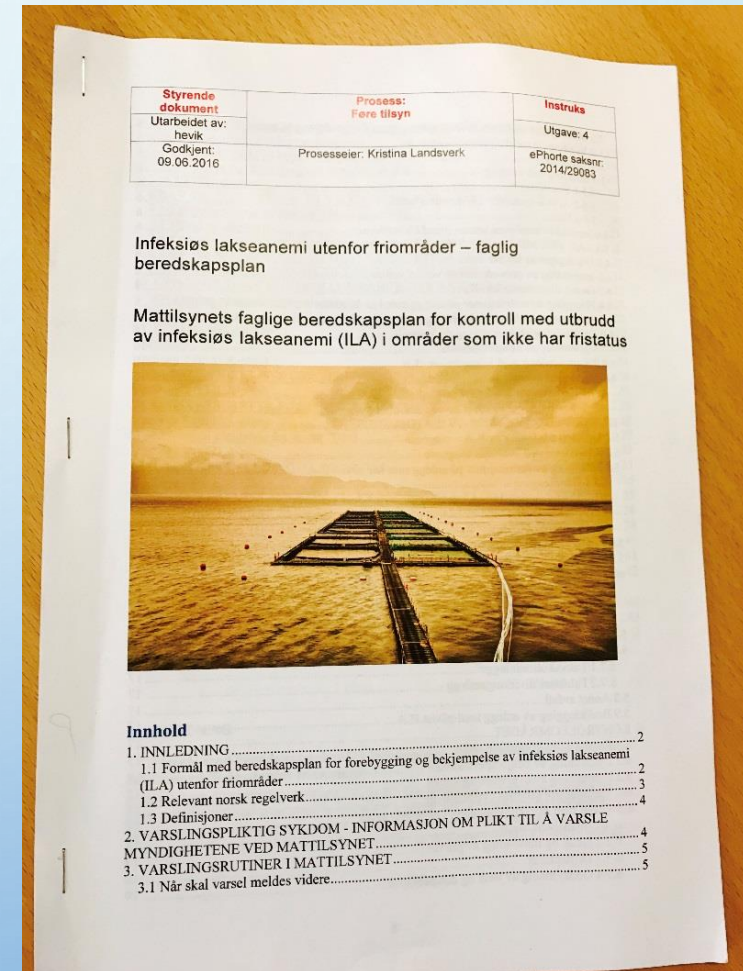 Styrende
dokument
Utarbeidet av:
hevik
Godkjent:
09.06.2016
Prosess:
Føre tilsyn
Prosesseier: Kristina Landsverk
Instruks
Utgave: 4
ePhorte saksnr:
2014/29083
Infeksiøs lakseanemi utenfor friområder – faglig
beredskapsplan
Mattilsynets faglige beredskapsplan for kontroll med utbrudd
av infeksiøs lakseanemi (ILA) i områder som ikke har fristatus
Innhold
1. INNLEDNING ........ 2
1.1 Formål med beredskapsplan for forebygging og bekjempelse av infeksiøs lakseanemi
(ILA) utenfor friområder ........ 2
1.2 Relevant norsk regelverk ........ 3
1.3 Definisjoner ........ 4
2. VARSLINGSPLIKTIG SYKDOM - INFORMASJON OM PLIKT TIL Å VARSLE
MYNDIGHETENE VED MATTILSYNET ........ 4
3. VARSLINGSRUTINER I MATTILSYNET ........ 5
3.1 Når skal varsel meldes videre ........ 5